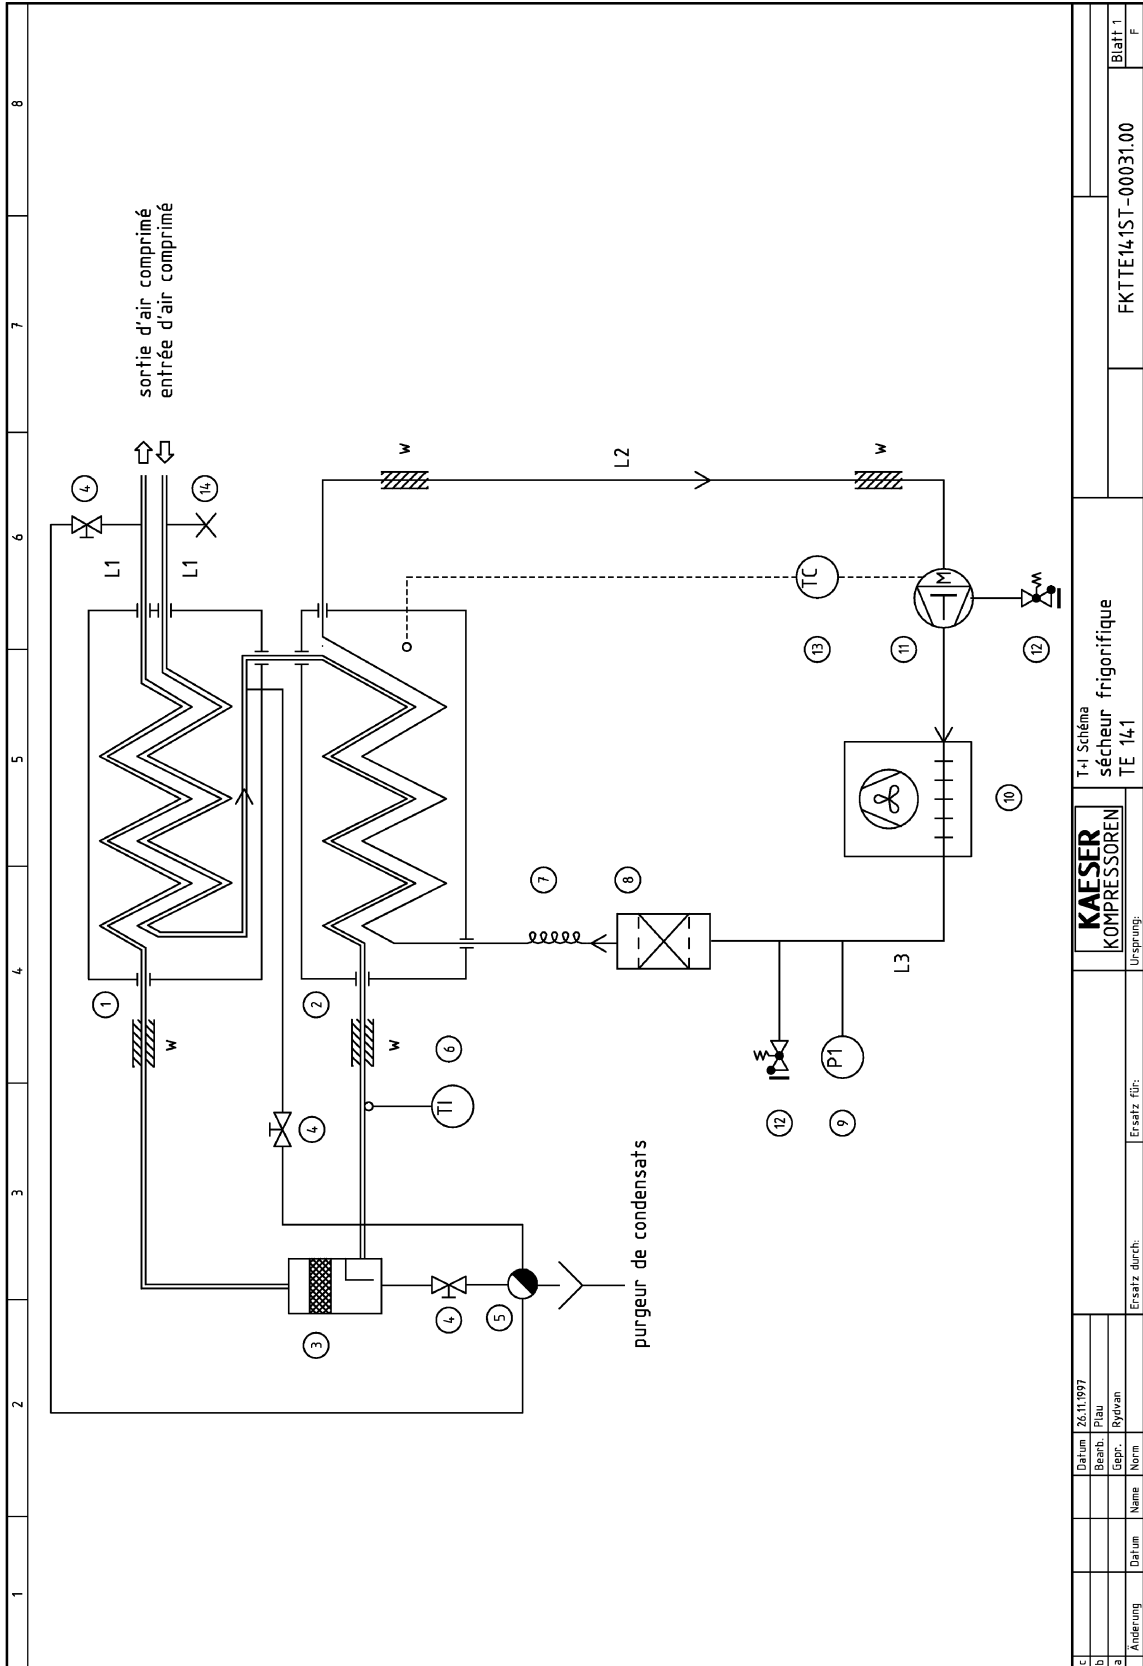 1
2
3
4
5
6
7
8
sortie d'air comprimé
entrée d'air comprimé
4
14
L1
L1
1
w
2
w
6
TI
4
3
4
5
purgeur de condensats
w
L2
w
TC
13
M
11
12
10
7
8
L3
12
P1
9
c
b
a
Änderung
Datum
Name
Datum
26.11.1997
Bearb.
Plau
Gepr.
Rydvan
Norm
Ersatz durch:
Ersatz für:
Ursprung:
KAESER
KOMPRESSOREN
T+I Schéma
sécheur frigorifique
TE 141
FKTTE141ST-00031.00
Blatt 1
F